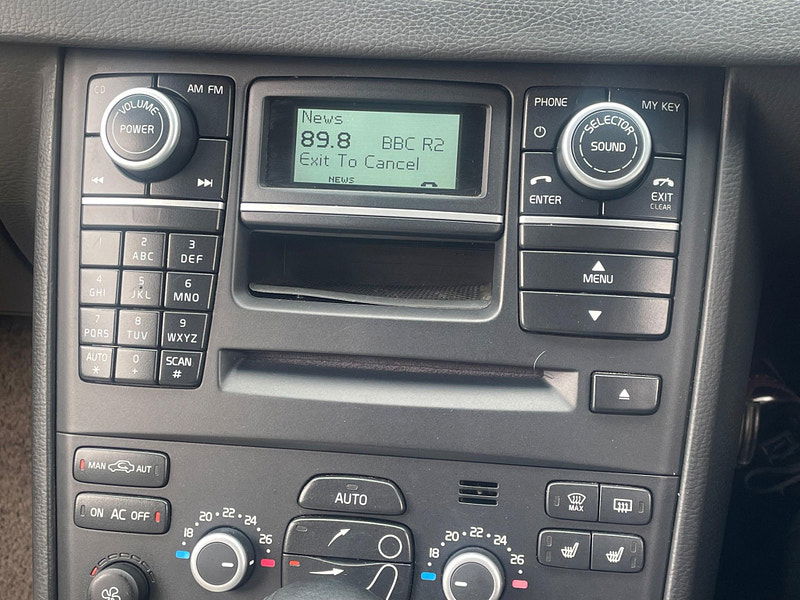 CD
AM FM
VOLUME
POWER
News
89.8 BBC R2
Exit To Cancel
NEWS
PHONE
MY KEY
SELECTOR
SOUND
ENTER
EXIT
CLEAR
1
2
ABC
3
DEF
4
GHI
5
JKL
6
MNO
7
PQRS
8
TUV
9
WXYZ
AUTO
*
0
+
SCAN
#
MENU
MAN AUT
ON AC OFF
AUTO
MAX
18 20 22 24 26
18 20 22 24 26